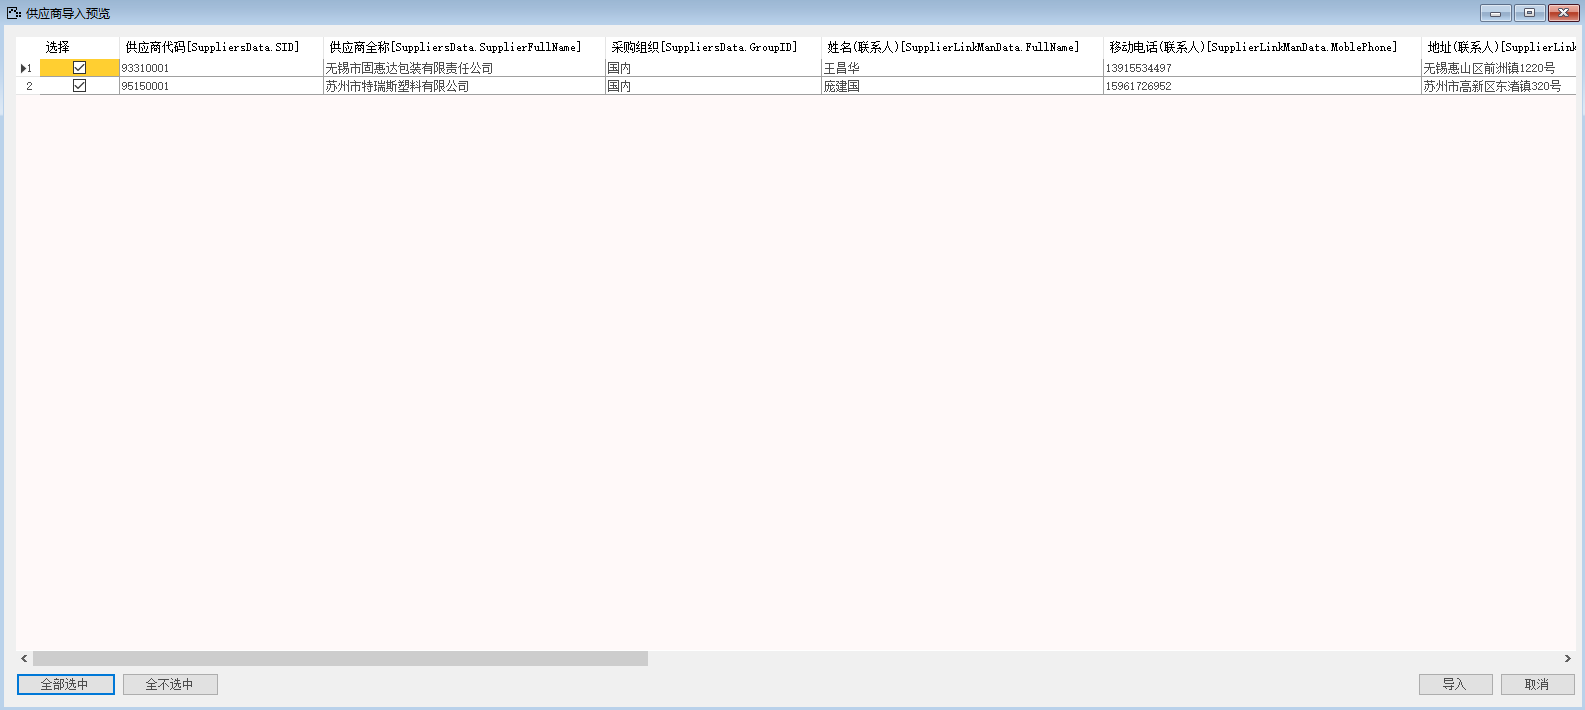 供应商导入预览
选择 供应商代码[SuppliersData.SID] 供应商全称[SuppliersData.SupplierFullName] 采购组织[SuppliersData.GroupID] 姓名(联系人)[SupplierLinkManData.FullName] 移动电话(联系人)[SupplierLinkManData.MoblePhone] 地址(联系人)[SupplierLink
1 93310001 无锡市固惠达包装有限责任公司 国内 王昌华 13915534497 无锡惠山区前洲镇1220号
2 95150001 苏州市特瑞斯塑料有限公司 国内 庞建国 15961726952 苏州市高新区东渚镇320号
全部选中 全不选中 导入 取消